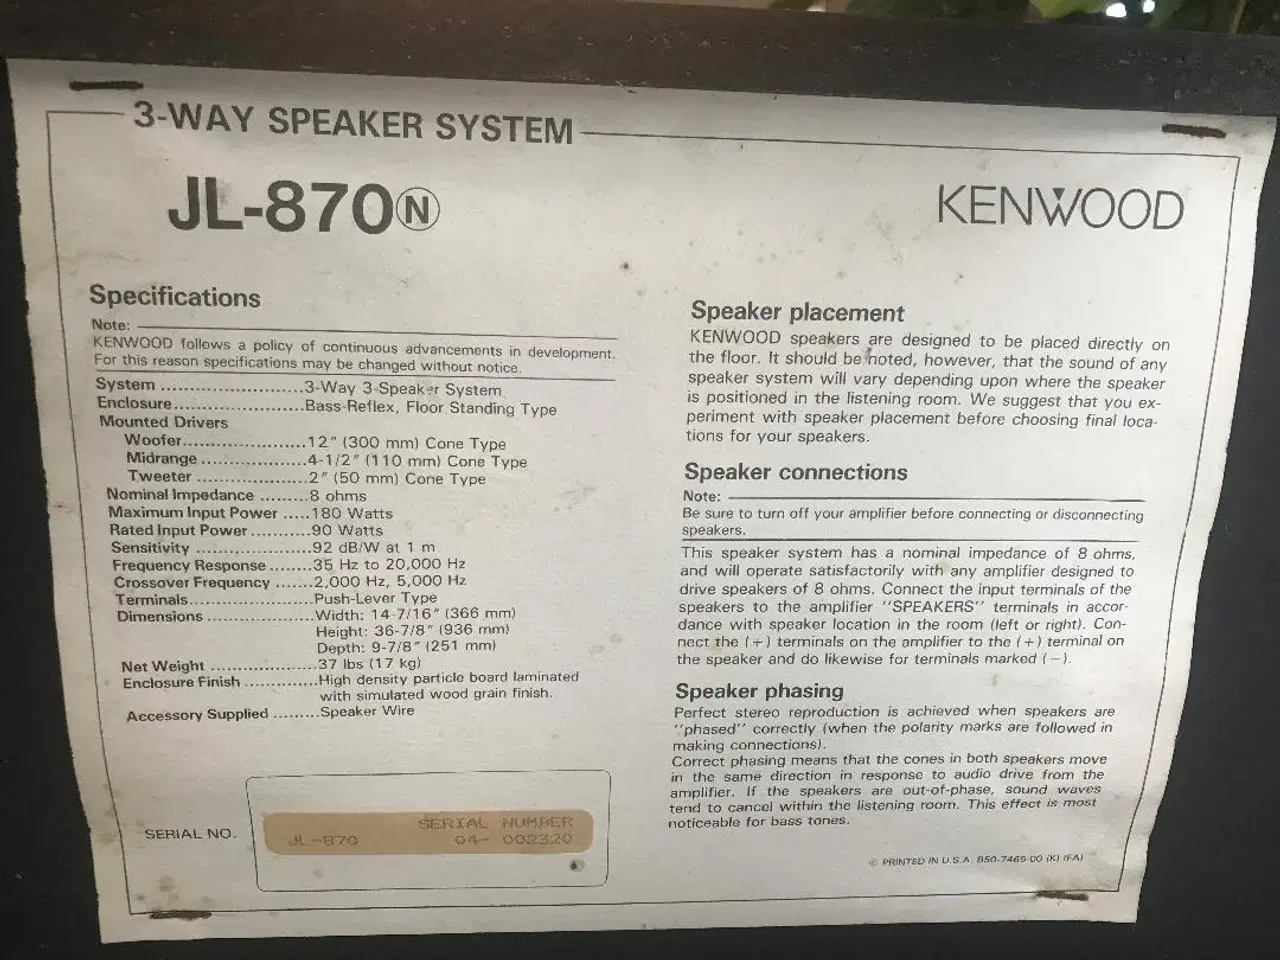 3-WAY SPEAKER SYSTEM
JL-870 Ⓝ
KENWOOD
Specifications
Note:
KENWOOD follows a policy of continuous advancements in development.
For this reason specifications may be changed without notice.
System ....................3-Way 3-Speaker System
Enclosure....................Bass-Reflex, Floor Standing Type
Mounted Drivers
Woofer....................12" (300 mm) Cone Type
Midrange ................4-1/2" (110 mm) Cone Type
Tweeter ..................2" (50 mm) Cone Type
Nominal Impedance ........8 ohms
Maximum Input Power .....180 Watts
Rated Input Power ..........90 Watts
Sensitivity ..................92 dB/W at 1 m
Frequency Response ........35 Hz to 20,000 Hz
Crossover Frequency .......2,000 Hz, 5,000 Hz
Terminals....................Push-Lever Type
Dimensions .................Width: 14-7/16" (366 mm)
Height: 36-7/8" (936 mm)
Depth: 9-7/8" (251 mm)
Net Weight .................37 lbs (17 kg)
Enclosure Finish ............High density particle board laminated
with simulated wood grain finish.
Accessory Supplied ........Speaker Wire
SERIAL NO.
SERIAL NUMBER
JL-870 04- 002320
Speaker placement
KENWOOD speakers are designed to be placed directly on
the floor. It should be noted, however, that the sound of any
speaker system will vary depending upon where the speaker
is positioned in the listening room. We suggest that you ex-
periment with speaker placement before choosing final loca-
tions for your speakers.
Speaker connections
Note:
Be sure to turn off your amplifier before connecting or disconnecting
speakers.
This speaker system has a nominal impedance of 8 ohms,
and will operate satisfactorily with any amplifier designed to
drive speakers of 8 ohms. Connect the input terminals of the
speakers to the amplifier "SPEAKERS" terminals in accor-
dance with speaker location in the room (left or right). Con-
nect the (+) terminals on the amplifier to the (+) terminal on
the speaker and do likewise for terminals marked (−).
Speaker phasing
Perfect stereo reproduction is achieved when speakers are
"phased" correctly (when the polarity marks are followed in
making connections).
Correct phasing means that the cones in both speakers move
in the same direction in response to audio drive from the
amplifier. If the speakers are out-of-phase, sound waves
tend to cancel within the listening room. This effect is most
noticeable for bass tones.
© PRINTED IN U.S.A. B50-7469-00 (K) (FA)